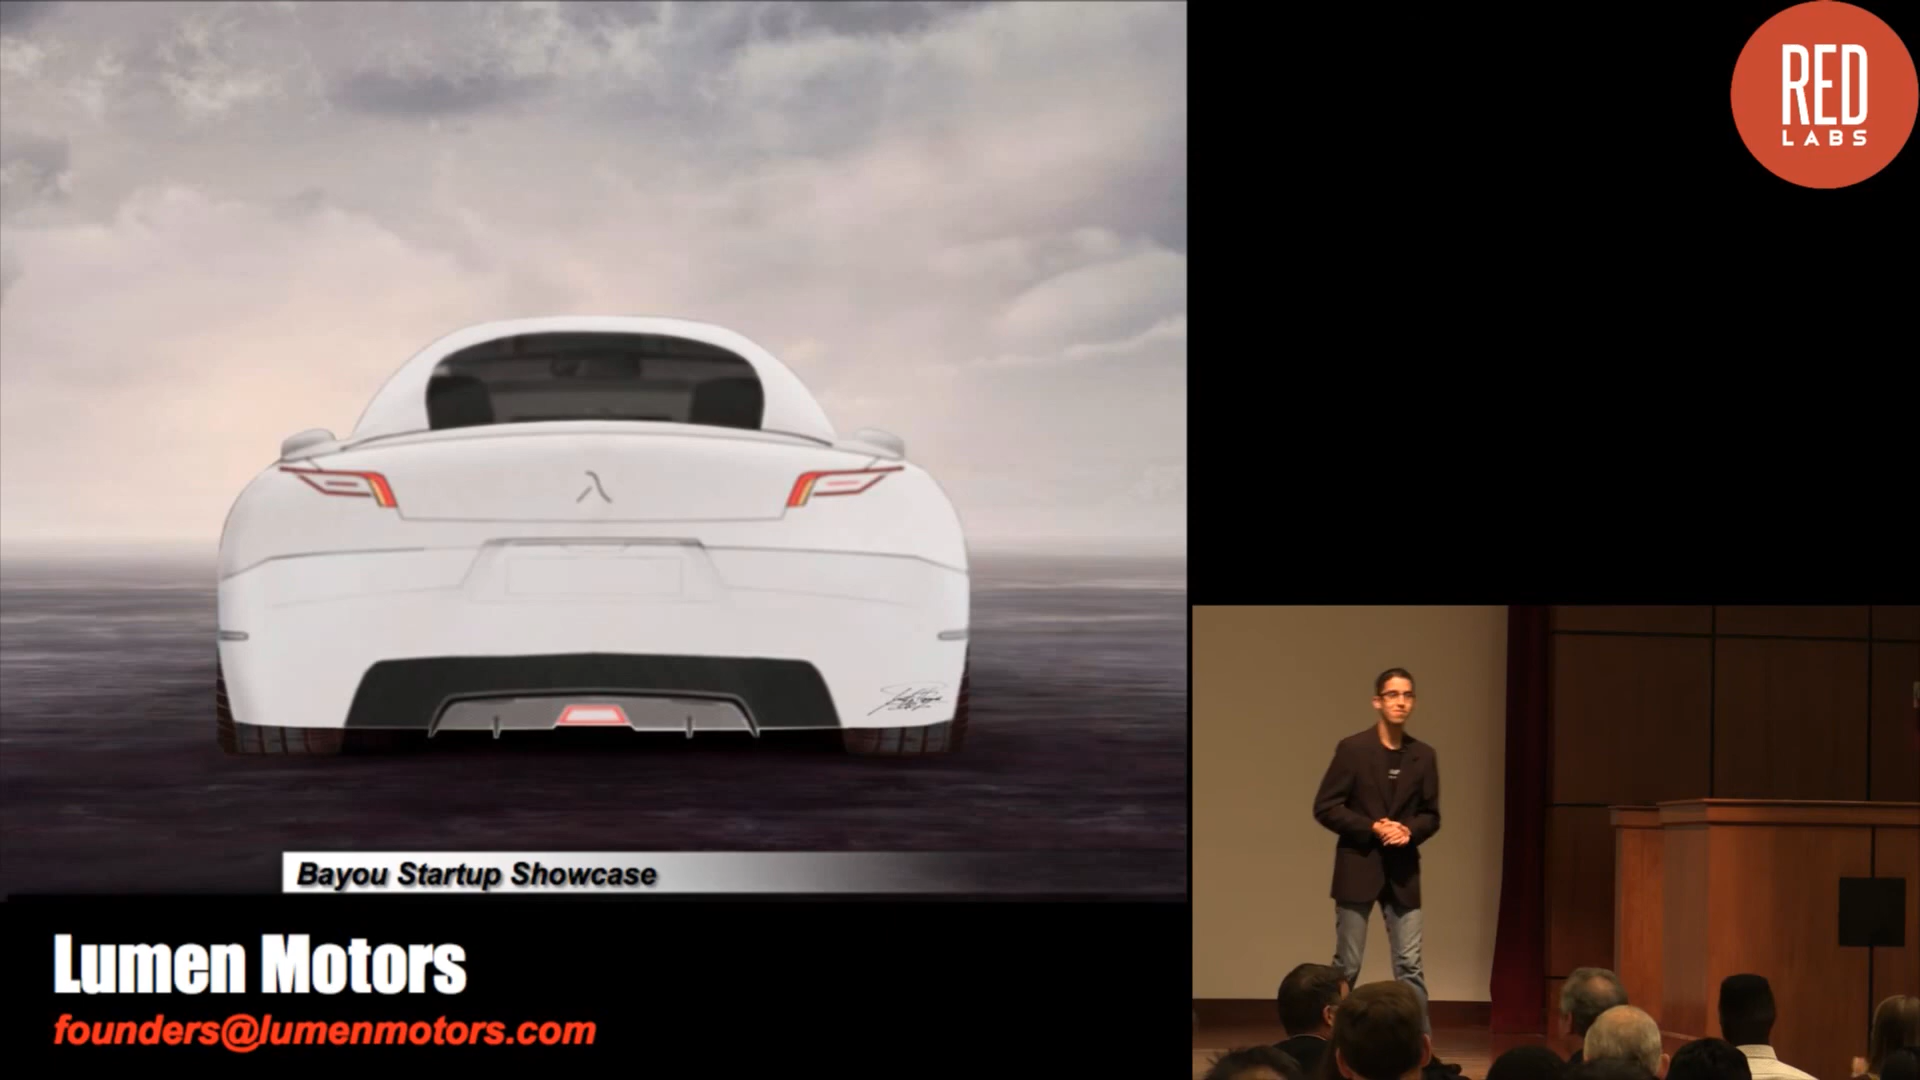 RED
LABS
λ
Bayou Startup Showcase
Lumen Motors
founders@lumenmotors.com